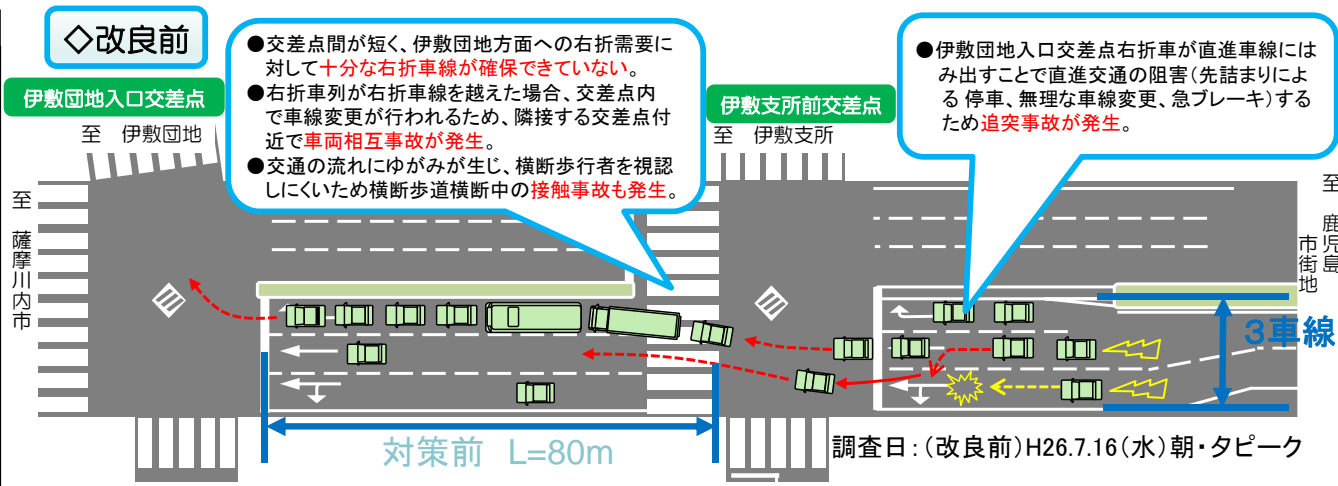 ◇改良前
●交差点間が短く、伊敷団地方面への右折需要に
対して十分な右折車線が確保できていない。
●右折車列が右折車線を越えた場合、交差点内
で車線変更が行われるため、隣接する交差点付
近で車両相互事故が発生。
●交通の流れにゆがみが生じ、横断歩行者を視認
しにくいため横断歩道横断中の接触事故も発生。
●伊敷団地入口交差点右折車が直進車線には
み出すことで直進交通の阻害(先詰まりによ
る 停車、無理な車線変更、急ブレーキ)する
ため追突事故が発生。
伊敷団地入口交差点
至 伊敷団地
伊敷支所前交差点
至 伊敷支所
至 薩摩川内市
至 鹿児島
市街地
3車線
対策前 L=80m
調査日:(改良前)H26.7.16(水)朝・タピーク